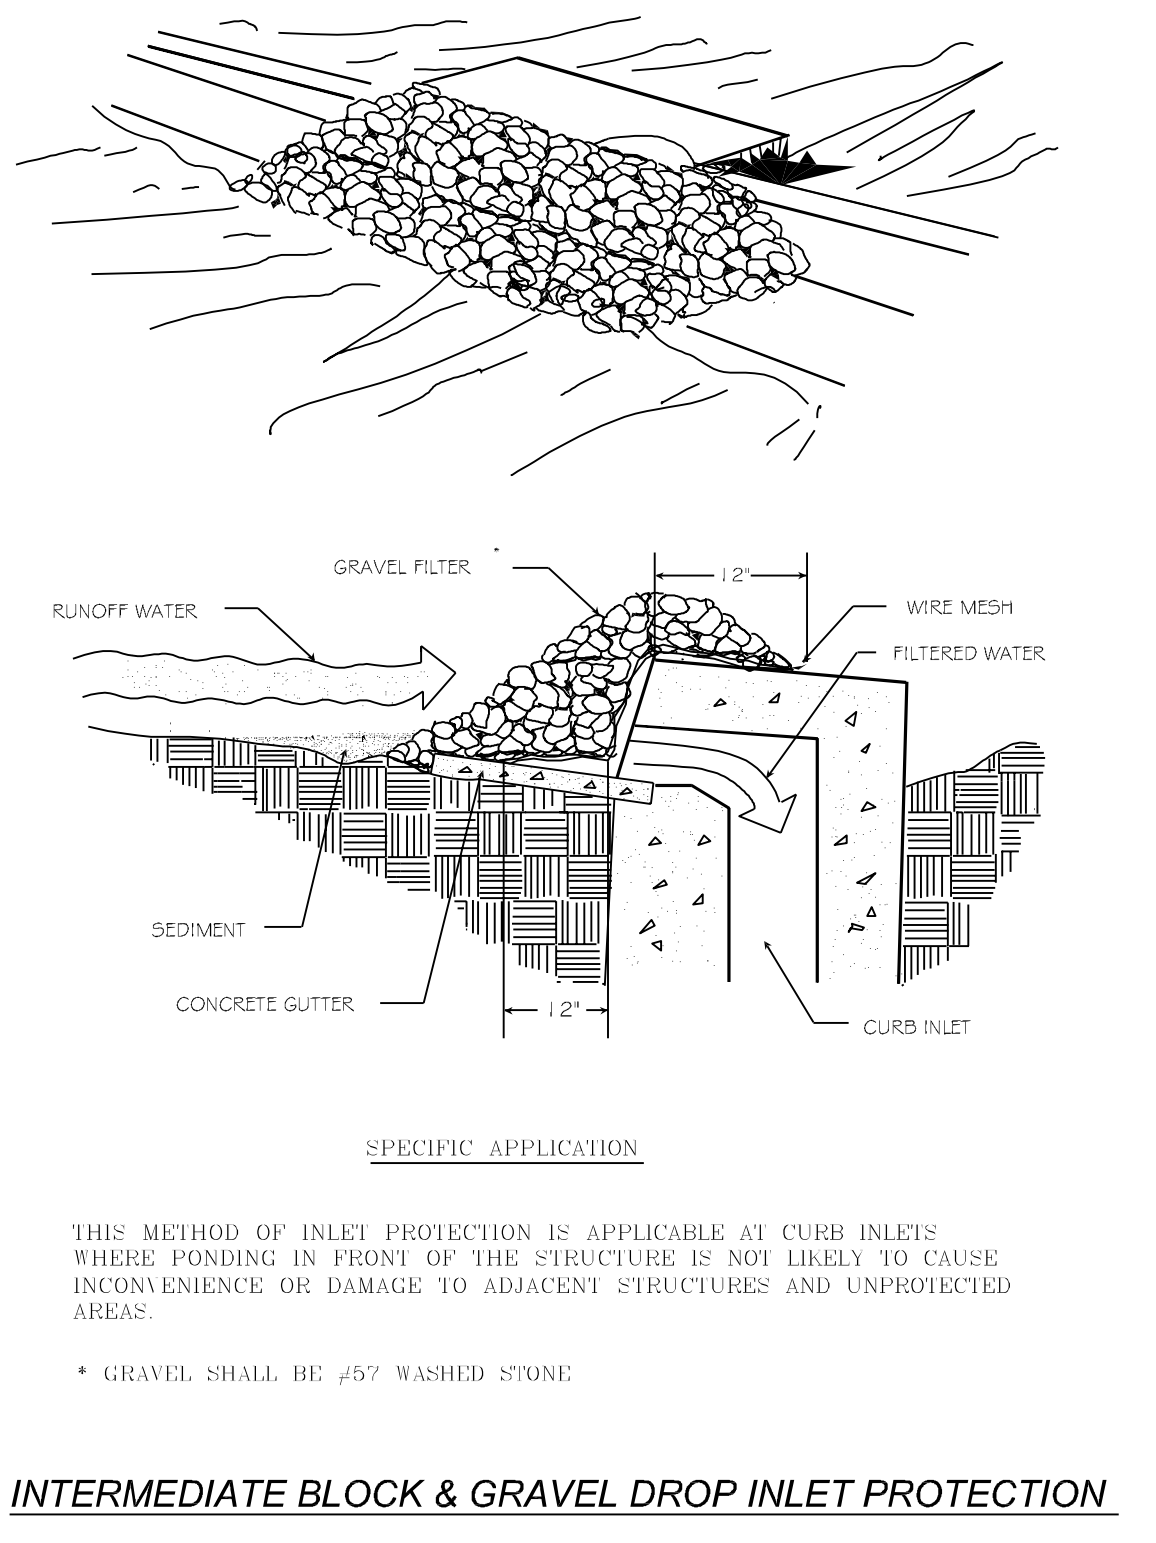 GRAVEL FILTER *
12"
RUNOFF WATER
WIRE MESH
FILTERED WATER
SEDIMENT
CONCRETE GUTTER
12"
CURB INLET
SPECIFIC APPLICATION
THIS METHOD OF INLET PROTECTION IS APPLICABLE AT CURB INLETS
WHERE PONDING IN FRONT OF THE STRUCTURE IS NOT LIKELY TO CAUSE
INCONVENIENCE OR DAMAGE TO ADJACENT STRUCTURES AND UNPROTECTED
AREAS.
* GRAVEL SHALL BE #57 WASHED STONE
INTERMEDIATE BLOCK & GRAVEL DROP INLET PROTECTION